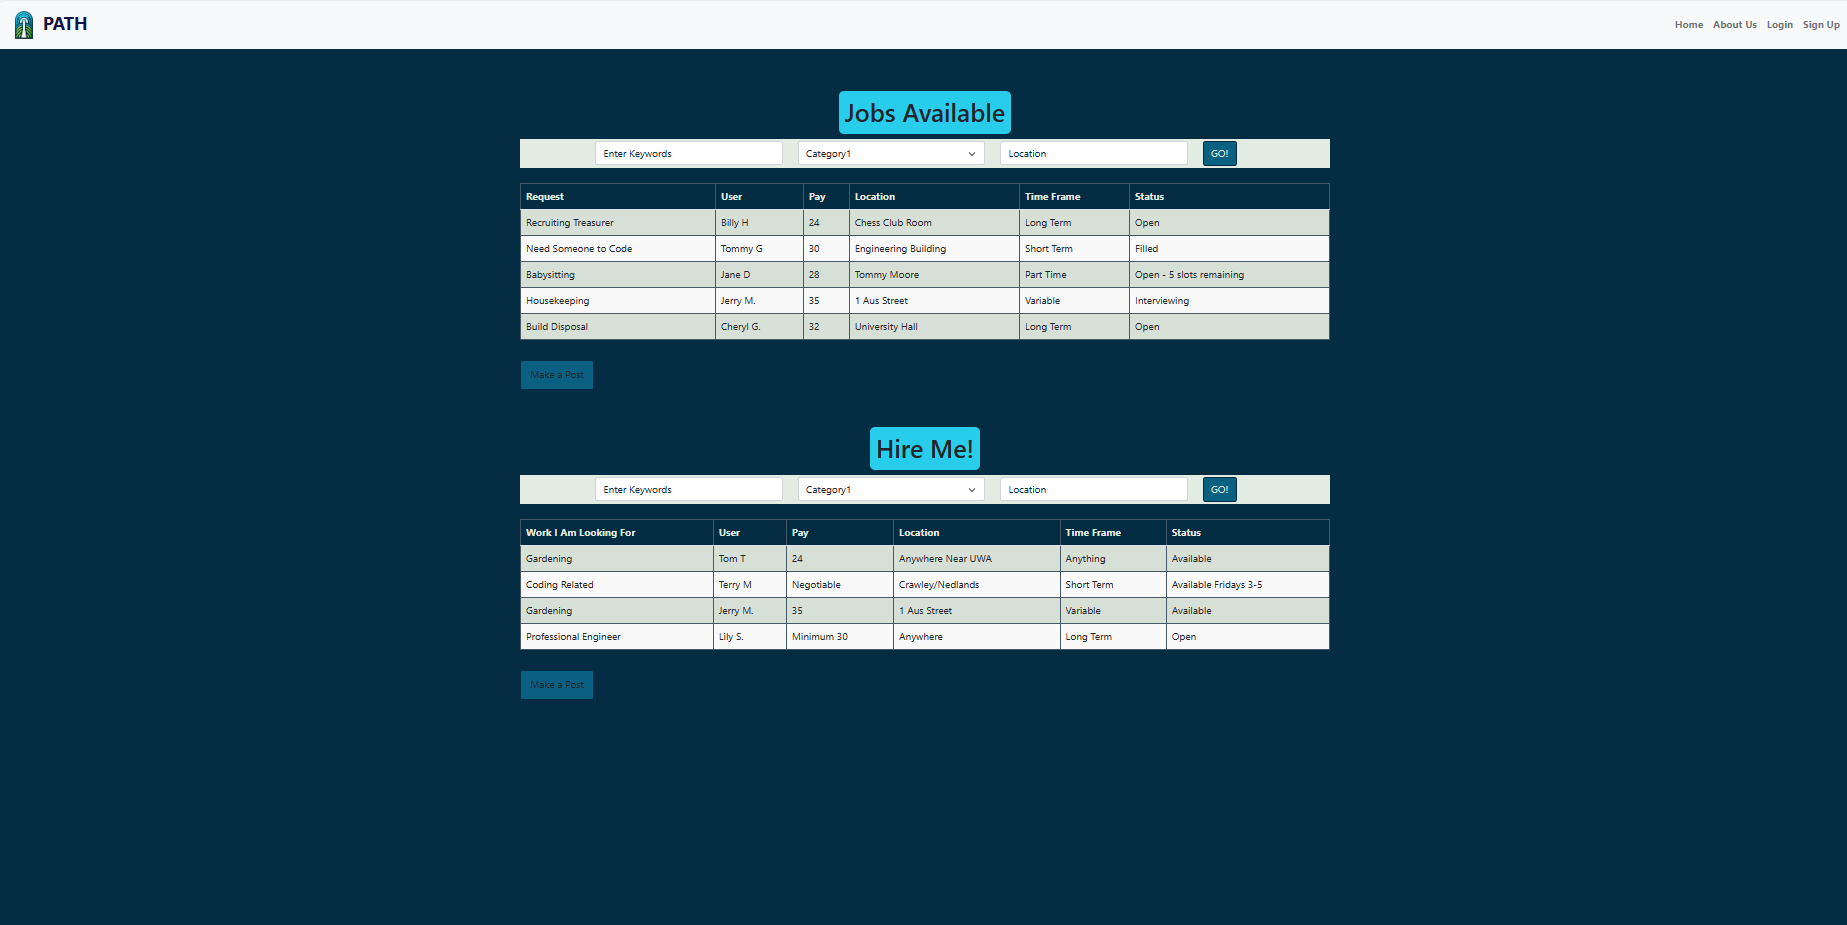 PATH
Home About Us Login Sign Up
Jobs Available
Enter Keywords Category1 Location GO!
Request User Pay Location Time Frame Status
Recruiting Treasurer Billy H 24 Chess Club Room Long Term Open
Need Someone to Code Tommy G 30 Engineering Building Short Term Filled
Babysitting Jane D 28 Tommy Moore Part Time Open - 5 slots remaining
Housekeeping Jerry M. 35 1 Aus Street Variable Interviewing
Build Disposal Cheryl G. 32 University Hall Long Term Open
Make a Post
Hire Me!
Enter Keywords Category1 Location GO!
Work I Am Looking For User Pay Location Time Frame Status
Gardening Tom T 24 Anywhere Near UWA Anything Available
Coding Related Terry M Negotiable Crawley/Nedlands Short Term Available Fridays 3-5
Gardening Jerry M. 35 1 Aus Street Variable Available
Professional Engineer Lily S. Minimum 30 Anywhere Long Term Open
Make a Post